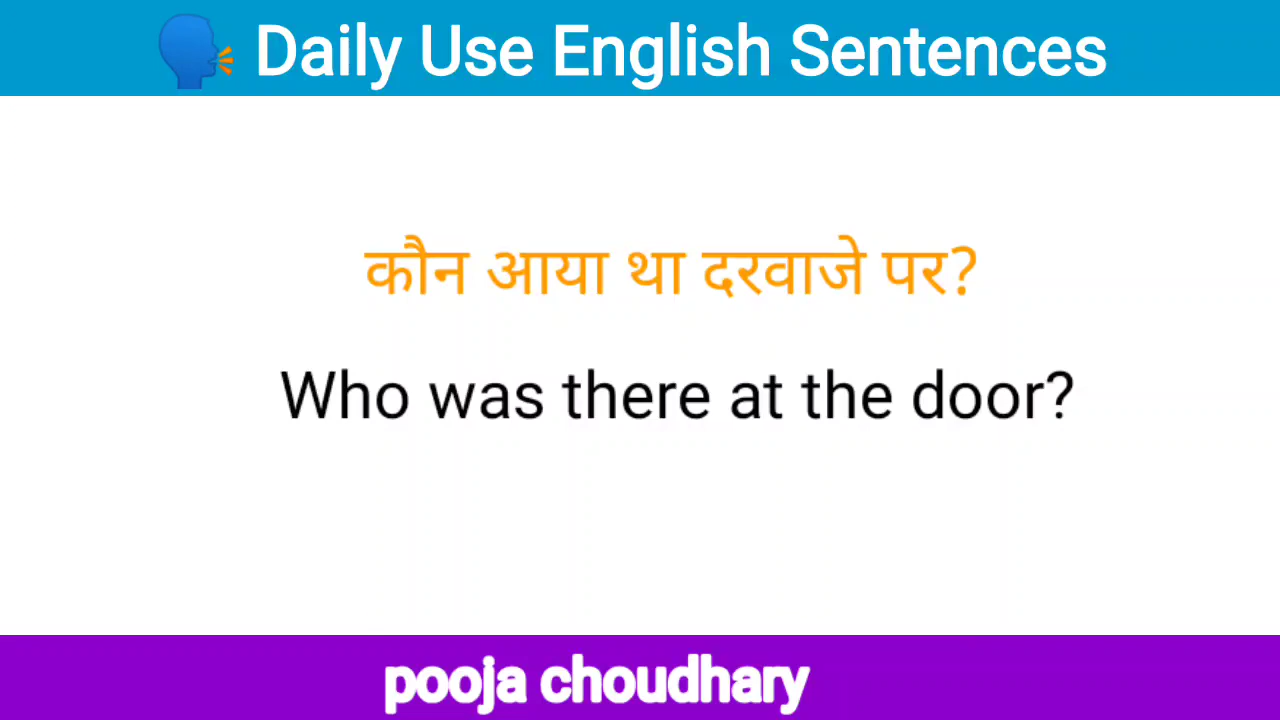 Daily Use English Sentences
कौन आया था दरवाजे पर?
Who was there at the door?
pooja choudhary